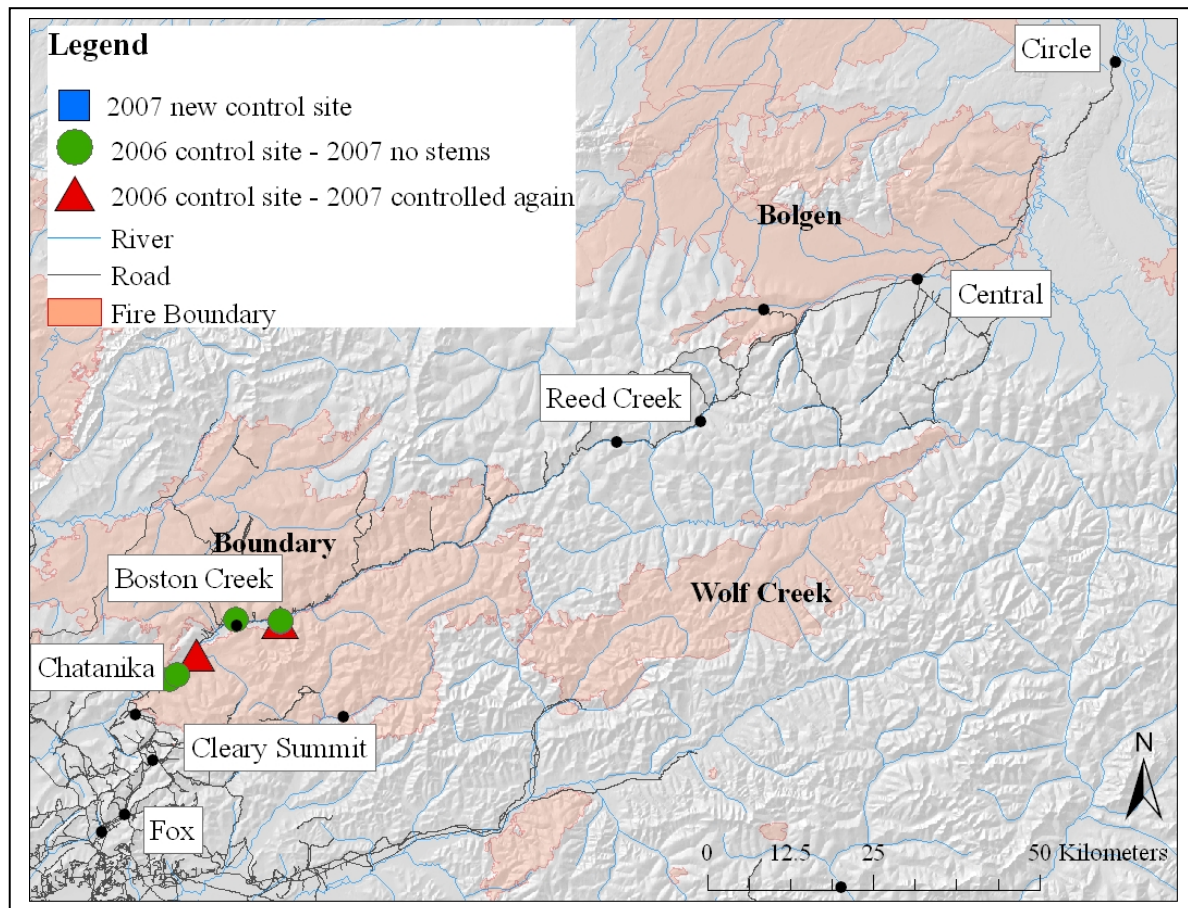 Legend
2007 new control site
2006 control site - 2007 no stems
2006 control site - 2007 controlled again
River
Road
Fire Boundary
Circle
Bolgen
Central
Reed Creek
Boundary
Boston Creek
Wolf Creek
Chatanika
Cleary Summit
Fox
N
0 12.5 25 50 Kilometers